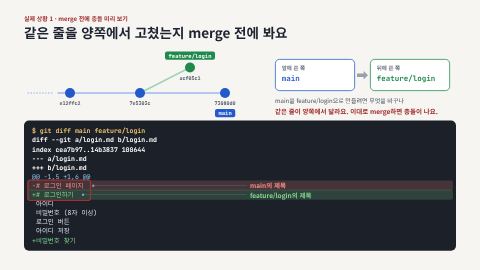 실제 상황 1 · merge 전에 충돌 미리 보기
같은 줄을 양쪽에서 고쳤는지 merge 전에 봐요
feature/login
acf05c1
e12ffc2
7e5303c
73080d0
main
앞에 쓴 것
main
뒤에 쓴 것
feature/login
main을 feature/login으로 만들려면 무엇을 바꾸나
같은 줄이 양쪽에서 달라요. 이대로 merge하면 충돌이 나요.
$ git diff main feature/login
diff --git a/login.md b/login.md
index cea7b97..14b3837 100644
--- a/login.md
+++ b/login.md
@@ -1,5 +1,6 @@
-# 로그인 페이지
main의 제목
+# 로그인하기
feature/login의 제목
아이디
비밀번호 (8자 이상)
로그인 버튼
아이디 저장
+비밀번호 찾기